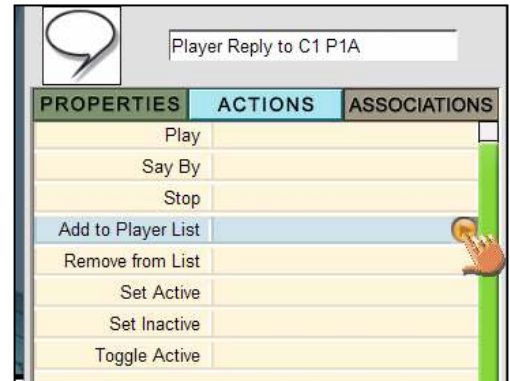 Player Reply to C1 P1A
PROPERTIES ACTIONS ASSOCIATIONS
Play
Say By
Stop
Add to Player List
Remove from List
Set Active
Set Inactive
Toggle Active